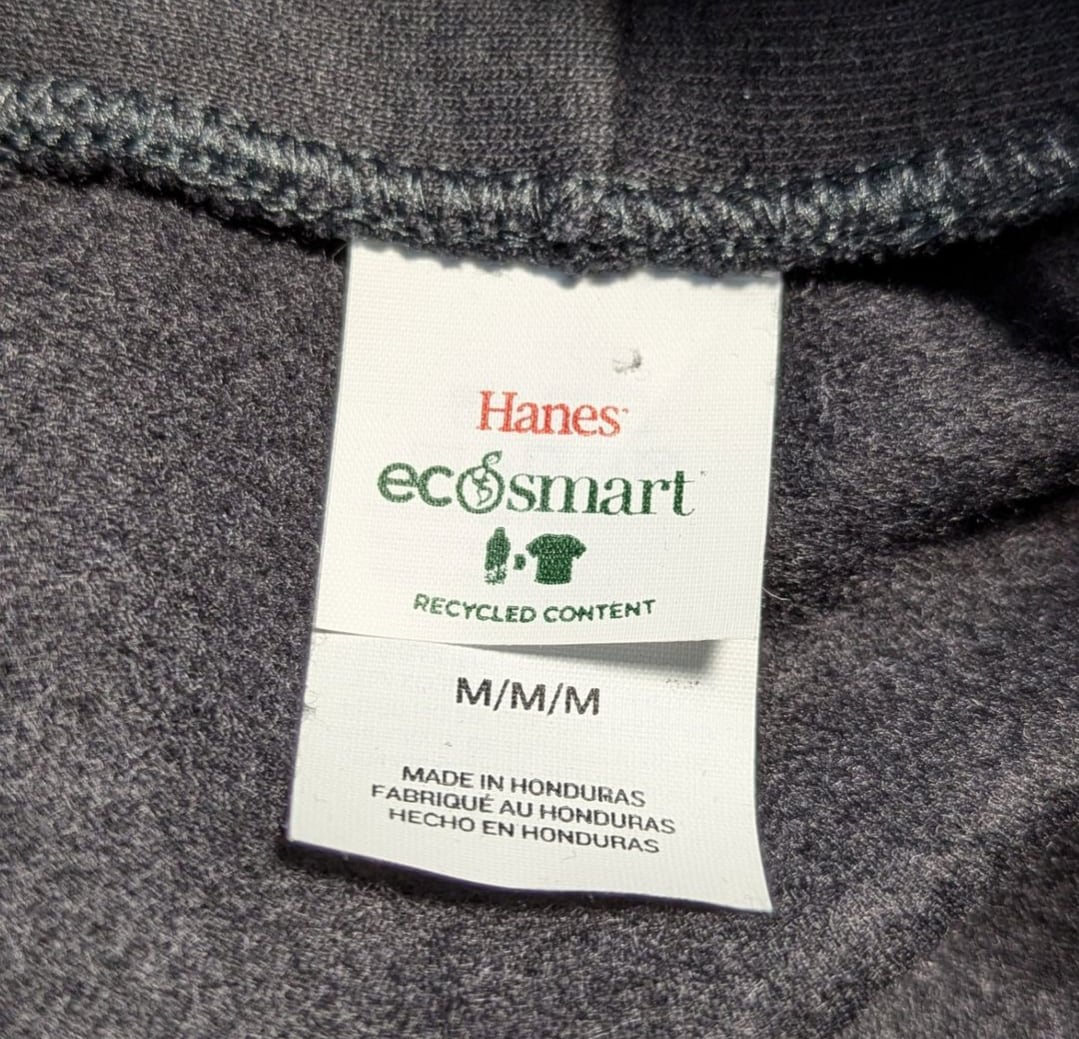 Hanes
ecosmart
RECYCLED CONTENT
M/M/M
MADE IN HONDURAS
FABRIQUÉ AU HONDURAS
HECHO EN HONDURAS